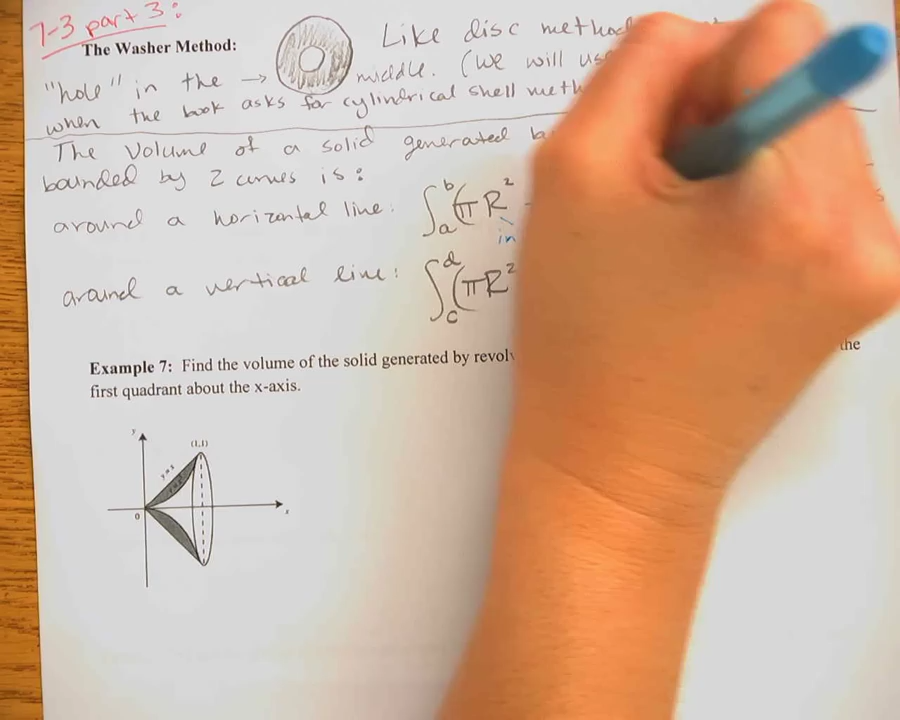 7-3 part 3:
The Washer Method:
Like disc method
"hole" in the → middle. (we will use
when the book asks for cylindrical shell meth
The Volume of a solid generated b
bounded by 2 curves is:
around a horizontal line: ∫ₐᵇ (πR²
in
around a vertical line: ∫ d c (πR²
Example 7: Find the volume of the solid generated by revolv the
first quadrant about the x-axis.
y
(1,1)
y = x
0
x